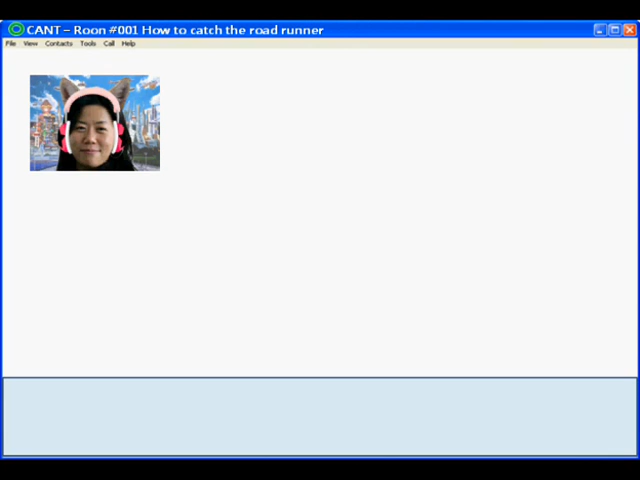 CANT – Roon #001 How to catch the road runner
File View Contacts Tools Call Help